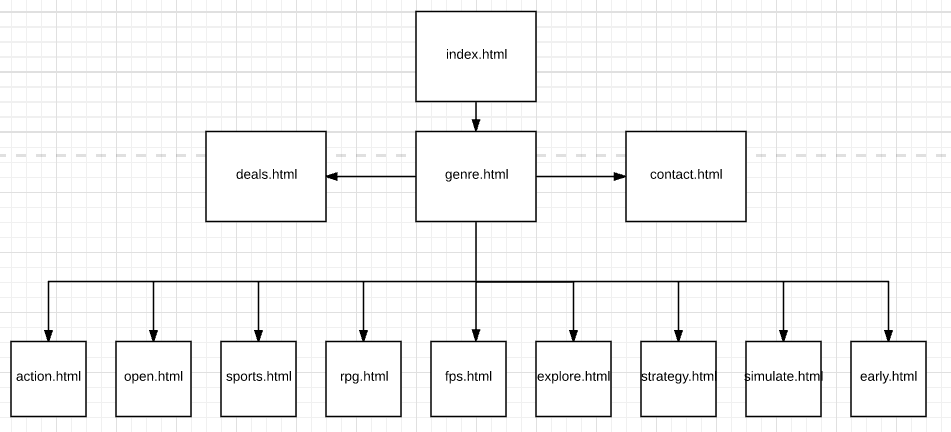 index.html
deals.html
genre.html
contact.html
action.html
open.html
sports.html
rpg.html
fps.html
explore.html
strategy.html
simulate.html
early.html